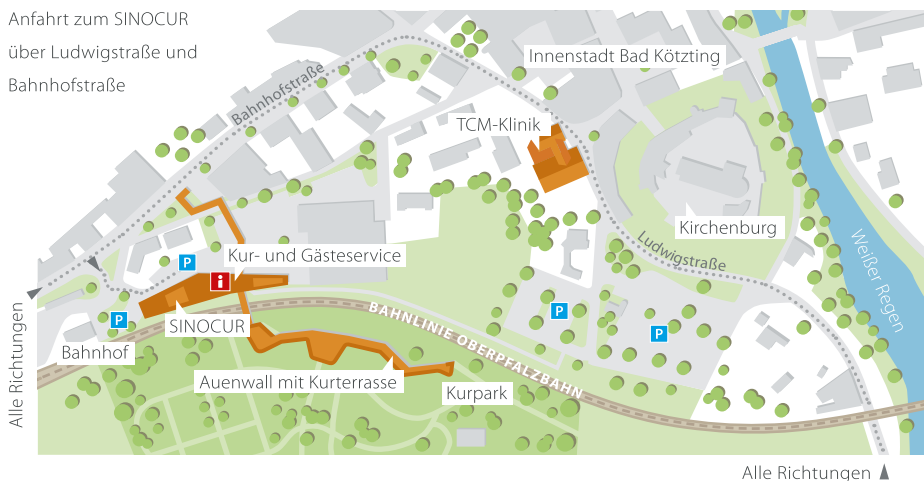 Anfahrt zum SINOCUR
über Ludwigstraße und
Bahnhofstraße
Innenstadt Bad Kötzting
Bahnhofstraße
TCM-Klinik
Kirchenburg
Ludwigstraße
Weißer Regen
Kur- und Gästeservice
P
i
P
SINOCUR
BAHNLINIE OBERPFALZBAHN
P
P
Bahnhof
Alle Richtungen
Auenwall mit Kurterrasse
Kurpark
Alle Richtungen